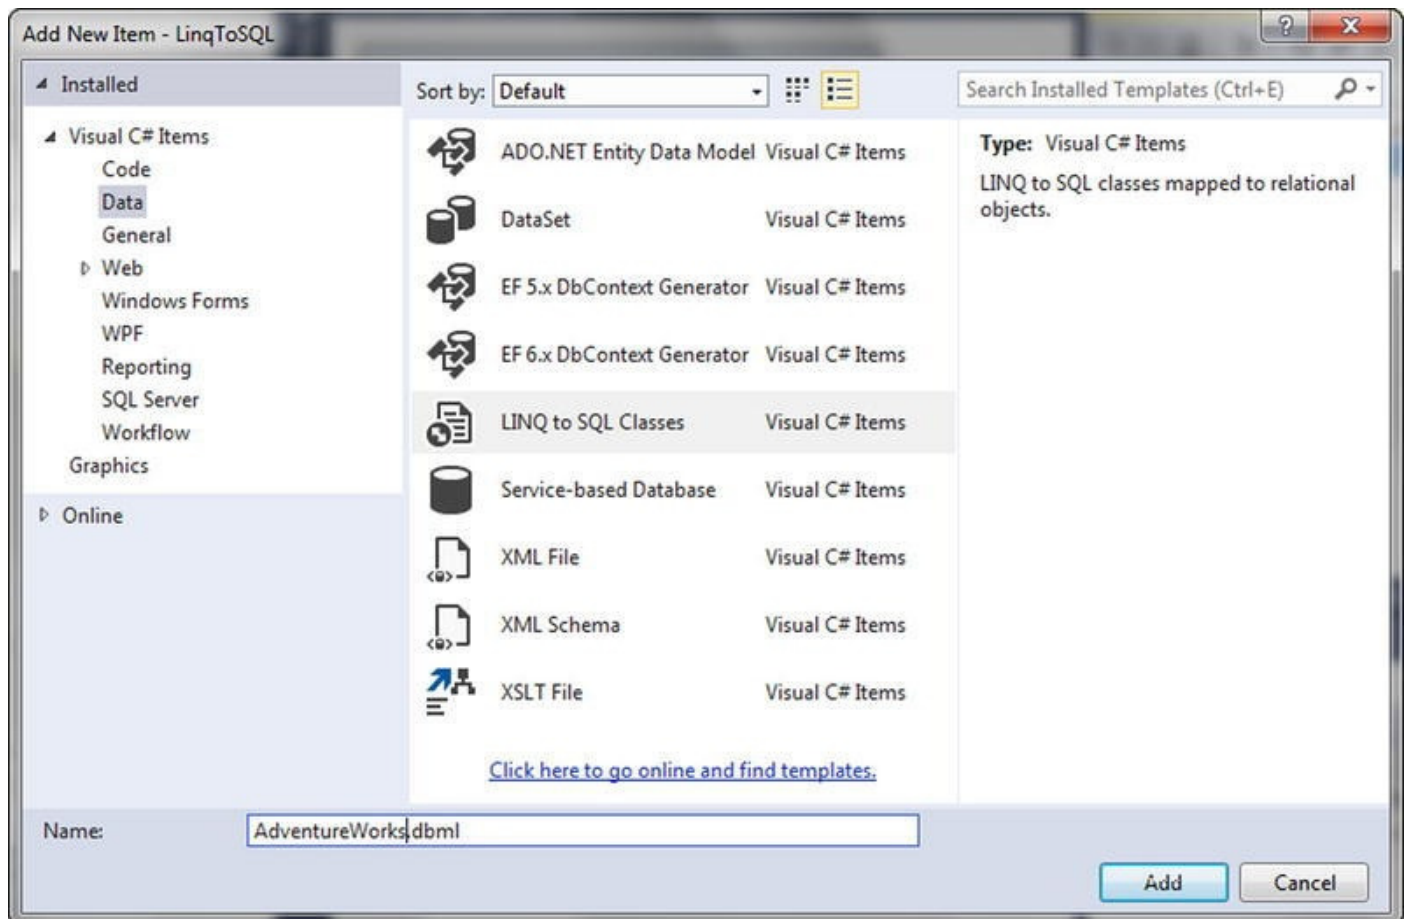 Add New Item - LinqToSQL
Installed
Visual C# Items
Code
Data
General
Web
Windows Forms
WPF
Reporting
SQL Server
Workflow
Graphics
Online
Sort by: Default
Search Installed Templates (Ctrl+E)
ADO.NET Entity Data Model Visual C# Items
DataSet Visual C# Items
EF 5.x DbContext Generator Visual C# Items
EF 6.x DbContext Generator Visual C# Items
LINQ to SQL Classes Visual C# Items
Service-based Database Visual C# Items
XML File Visual C# Items
XML Schema Visual C# Items
XSLT File Visual C# Items
Click here to go online and find templates.
Type: Visual C# Items
LINQ to SQL classes mapped to relational
objects.
Name: AdventureWorks.dbml
Add Cancel